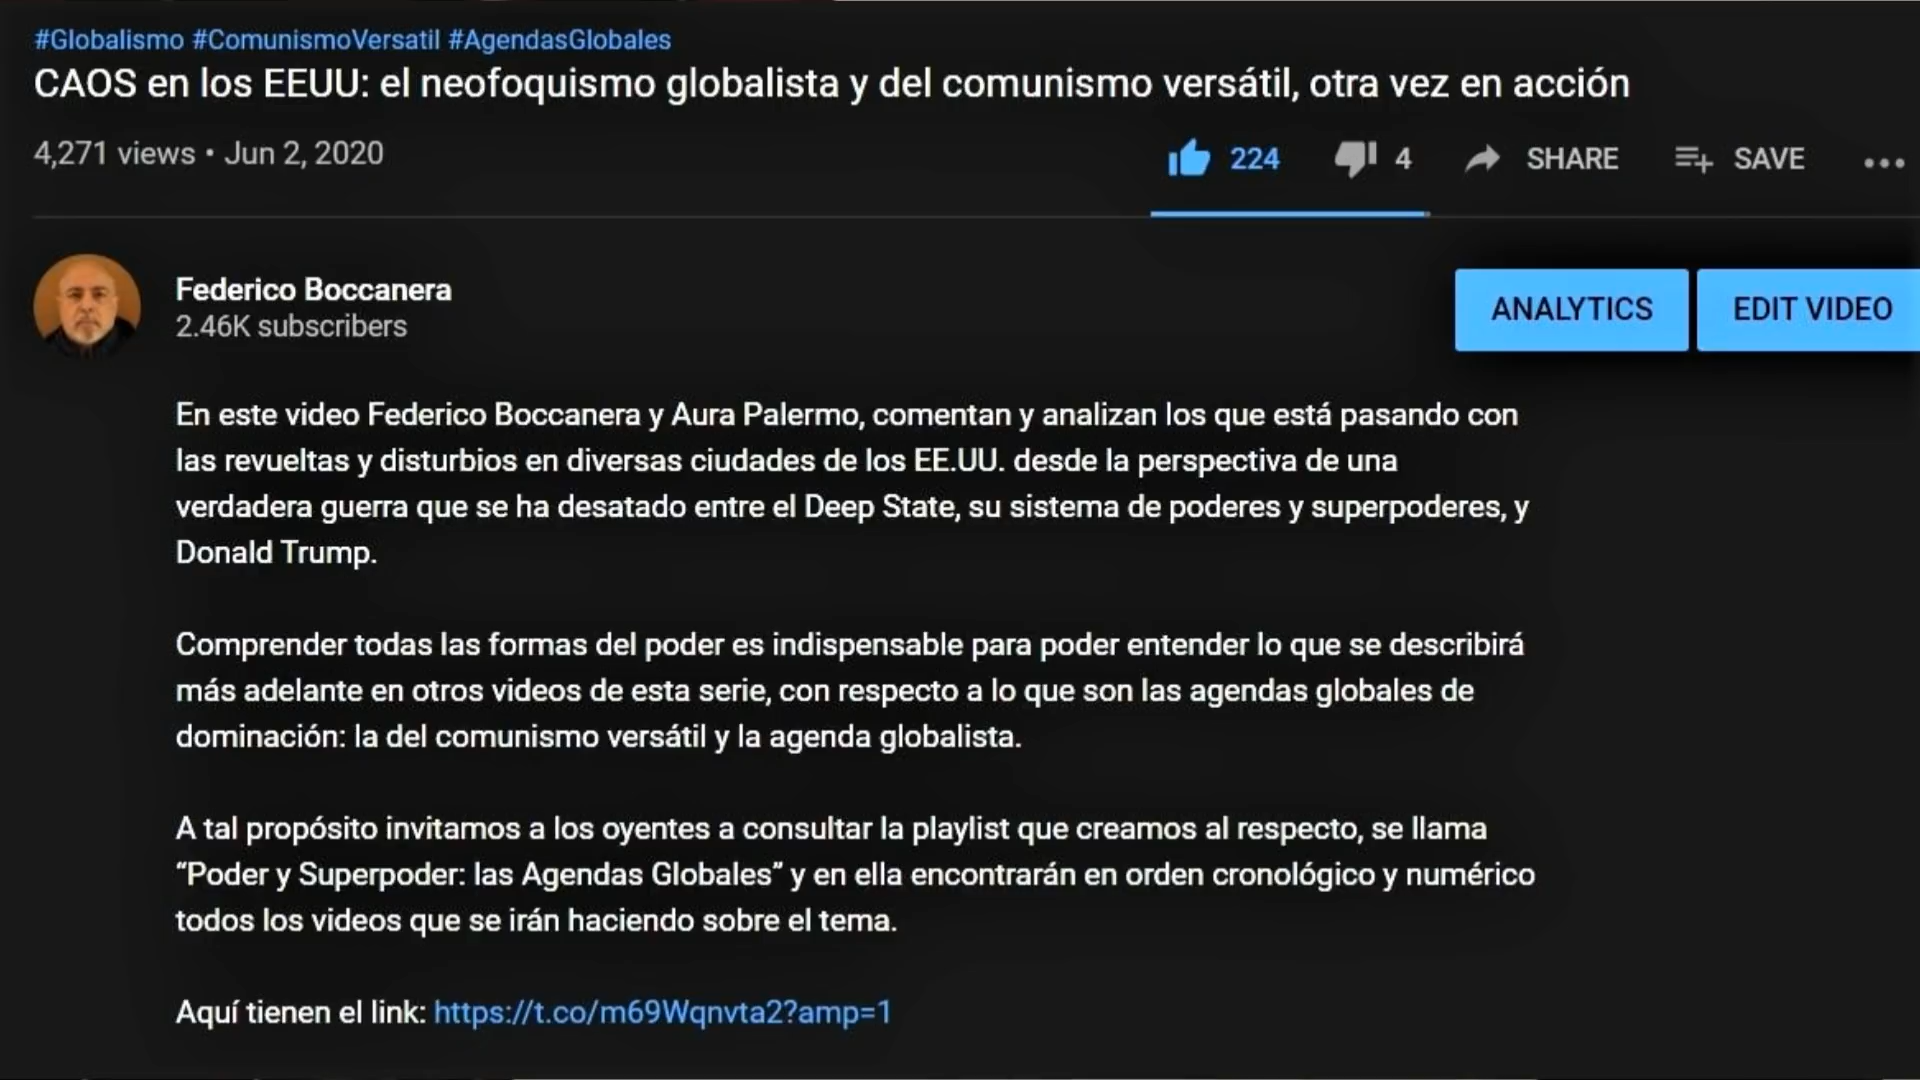 #Globalismo #ComunismoVersatil #AgendasGlobales
CAOS en los EEUU: el neofoquismo globalista y del comunismo versátil, otra vez en acción
4,271 views • Jun 2, 2020
224 4 SHARE SAVE
Federico Boccanera
2.46K subscribers
ANALYTICS EDIT VIDEO
En este video Federico Boccanera y Aura Palermo, comentan y analizan los que está pasando con
las revueltas y disturbios en diversas ciudades de los EE.UU. desde la perspectiva de una
verdadera guerra que se ha desatado entre el Deep State, su sistema de poderes y superpoderes, y
Donald Trump.
Comprender todas las formas del poder es indispensable para poder entender lo que se describirá
más adelante en otros videos de esta serie, con respecto a lo que son las agendas globales de
dominación: la del comunismo versátil y la agenda globalista.
A tal propósito invitamos a los oyentes a consultar la playlist que creamos al respecto, se llama
“Poder y Superpoder: las Agendas Globales” y en ella encontrarán en orden cronológico y numérico
todos los videos que se irán haciendo sobre el tema.
Aquí tienen el link: https://t.co/m69Wqnvta2?amp=1